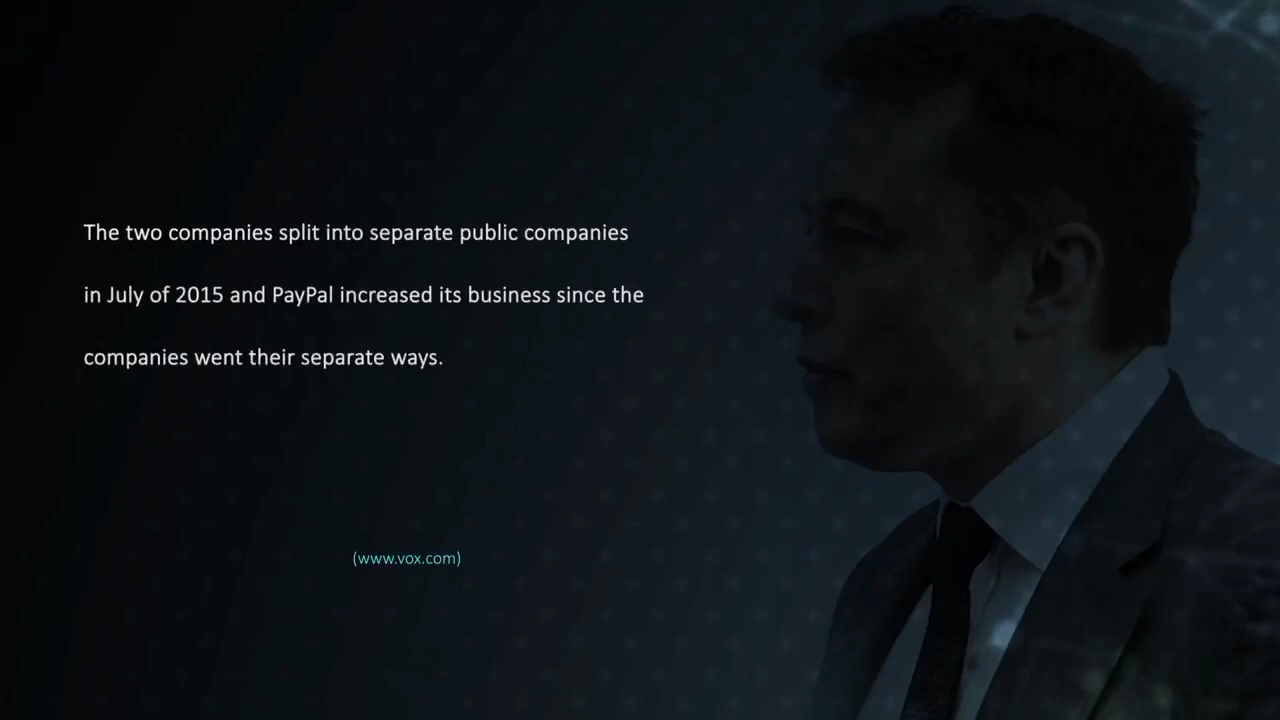 The two companies split into separate public companies
in July of 2015 and PayPal increased its business since the
companies went their separate ways.
(www.vox.com)